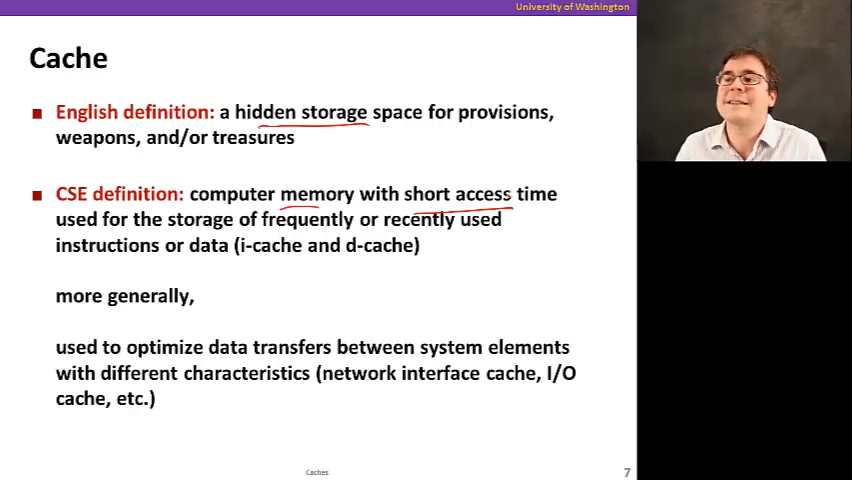 University of Washington
Cache
English definition: a hidden storage space for provisions,
weapons, and/or treasures
CSE definition: computer memory with short access time
used for the storage of frequently or recently used
instructions or data (i-cache and d-cache)
more generally,
used to optimize data transfers between system elements
with different characteristics (network interface cache, I/O
cache, etc.)
Caches
7